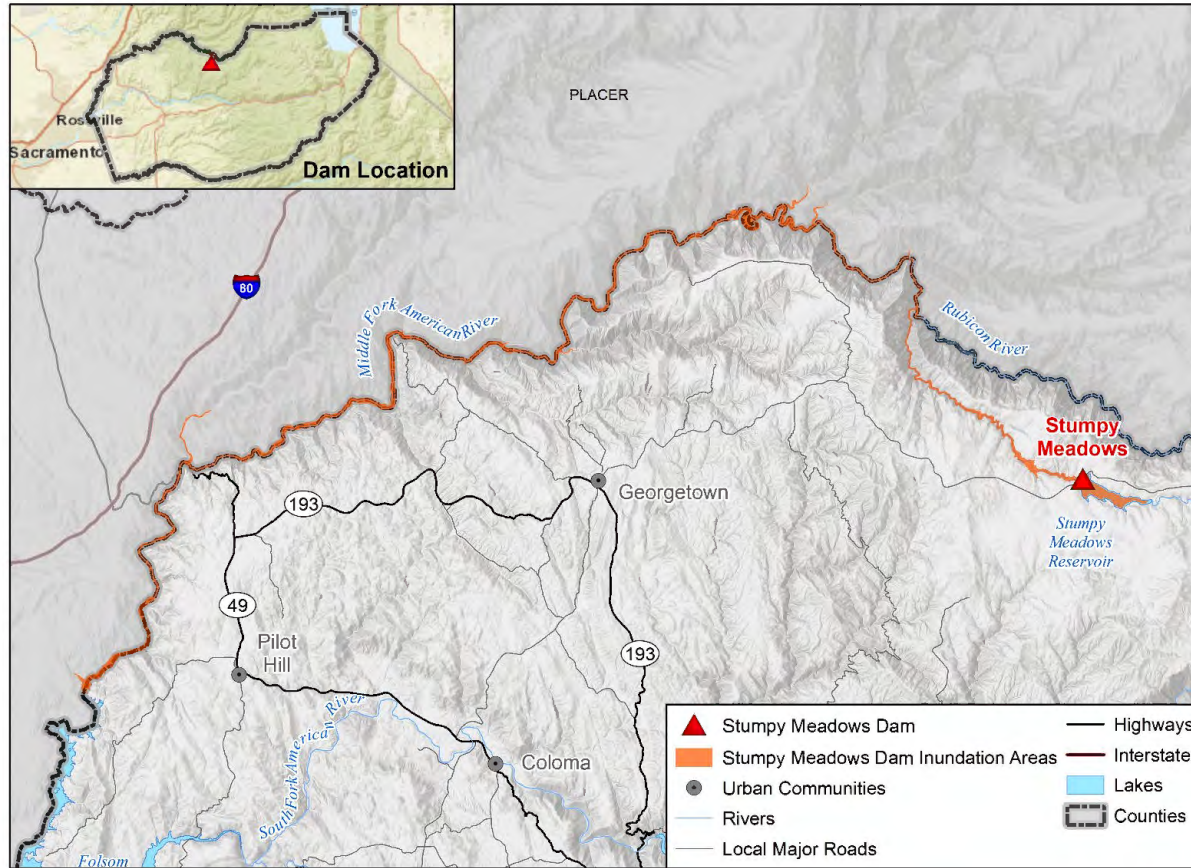 Rossville
Sacramento
Dam Location
PLACER
80
Middle Fork American River
Rubicon River
Stumpy
Meadows
Georgetown
193
Stumpy
Meadows
Reservoir
49
193
Pilot
Hill
South Fork American River
Coloma
Folsom
Stumpy Meadows Dam
Stumpy Meadows Dam Inundation Areas
Urban Communities
Rivers
Local Major Roads
Highways
Interstate
Lakes
Counties